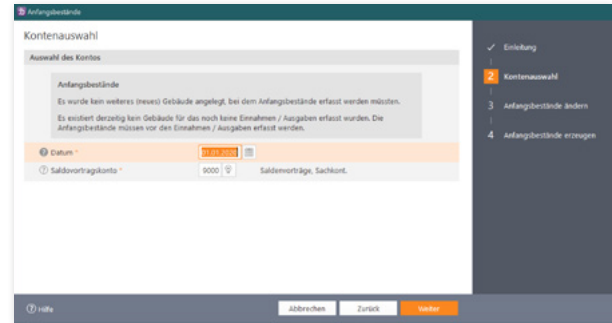 Anfangsbestände
Kontenauswahl
Auswahl des Kontos
Anfangsbestände
Es wurde kein weiteres (neues) Gebäude angelegt, bei dem Anfangsbestände erfasst werden müssten.
Es existiert derzeit kein Gebäude für das noch keine Einnahmen / Ausgaben erfasst wurden. Die
Anfangsbestände müssen vor den Einnahmen / Ausgaben erfasst werden.
Datum *
01.01.2020
Saldovortragskonto *
9000
Saldenvorträge, Sachkont.
Einleitung
2 Kontenauswahl
3 Anfangsbestände ändern
4 Anfangsbestände erzeugen
Hilfe
Abbrechen
Zurück
Weiter